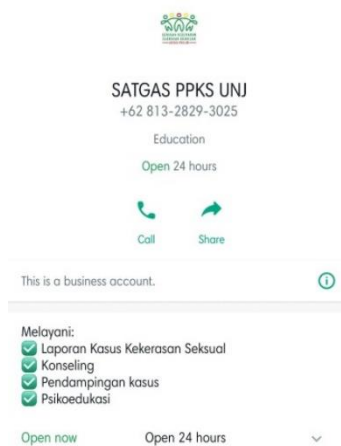 SATGAS PPKS UNJ
+62 813-2829-3025
Education
Open 24 hours
Call Share
This is a business account.
Melayani:
Laporan Kasus Kekerasan Seksual
Konseling
Pendampingan kasus
Psikoedukasi
Open now Open 24 hours